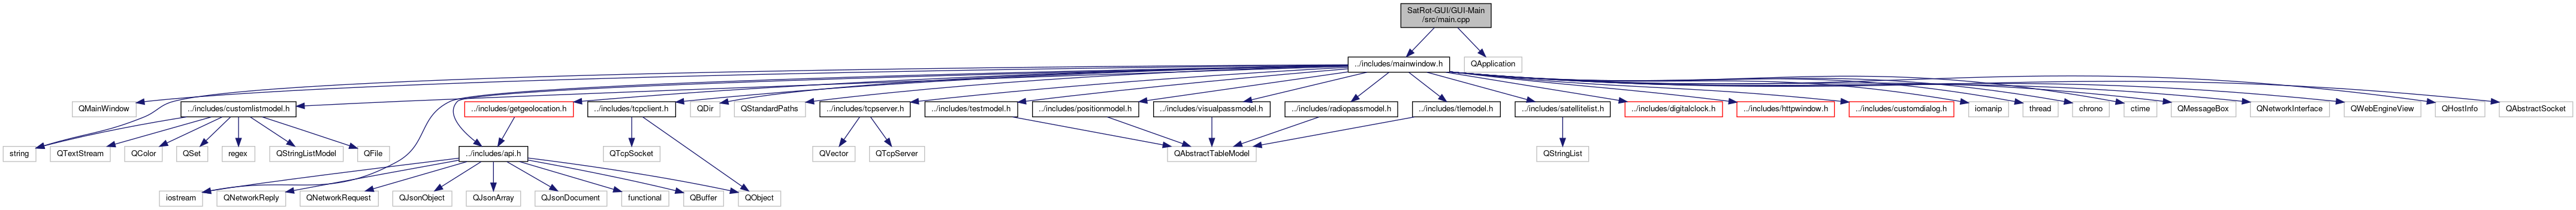 SatRot-GUI/GUI-Main
/src/main.cpp
../includes/mainwindow.h
QApplication
QMainWindow
../includes/customlistmodel.h
../includes/getgeolocation.h
../includes/tcpclient.h
QDir
QStandardPaths
../includes/tcpserver.h
../includes/testmodel.h
../includes/positionmodel.h
../includes/visualpassmodel.h
../includes/radiopassmodel.h
../includes/tlemodel.h
../includes/satellitelist.h
../includes/digitalclock.h
../includes/httpwindow.h
../includes/customdialog.h
iomanip
thread
chrono
ctime
QMessageBox
QNetworkInterface
QWebEngineView
QHostInfo
QAbstractSocket
string
QTextStream
QColor
QSet
regex
QStringListModel
QFile
../includes/api.h
QTcpSocket
QVector
QTcpServer
QAbstractTableModel
QStringList
iostream
QNetworkReply
QNetworkRequest
QJsonObject
QJsonArray
QJsonDocument
functional
QBuffer
QObject